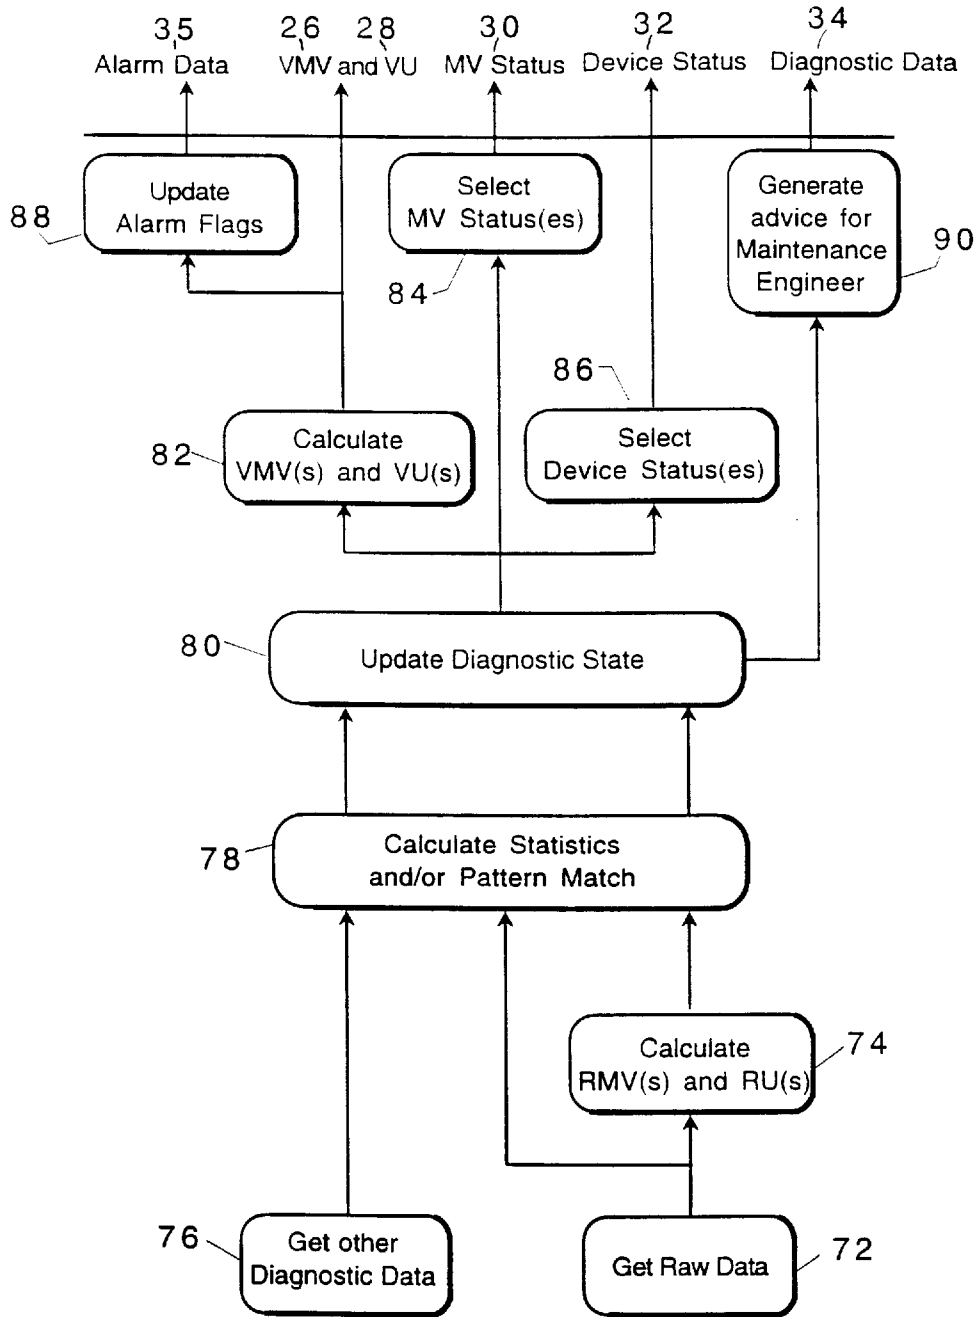 35 26 28 30 32 34
Alarm Data VMV and VU MV Status Device Status Diagnostic Data
Update
Alarm Flags
88
Select
MV Status(es)
84
Generate
advice for
Maintenance
Engineer
90
86
82
Calculate
VMV(s) and VU(s)
Select
Device Status(es)
80
Update Diagnostic State
78
Calculate Statistics
and/or Pattern Match
Calculate
RMV(s) and RU(s)
74
76
Get other
Diagnostic Data
Get Raw Data
72